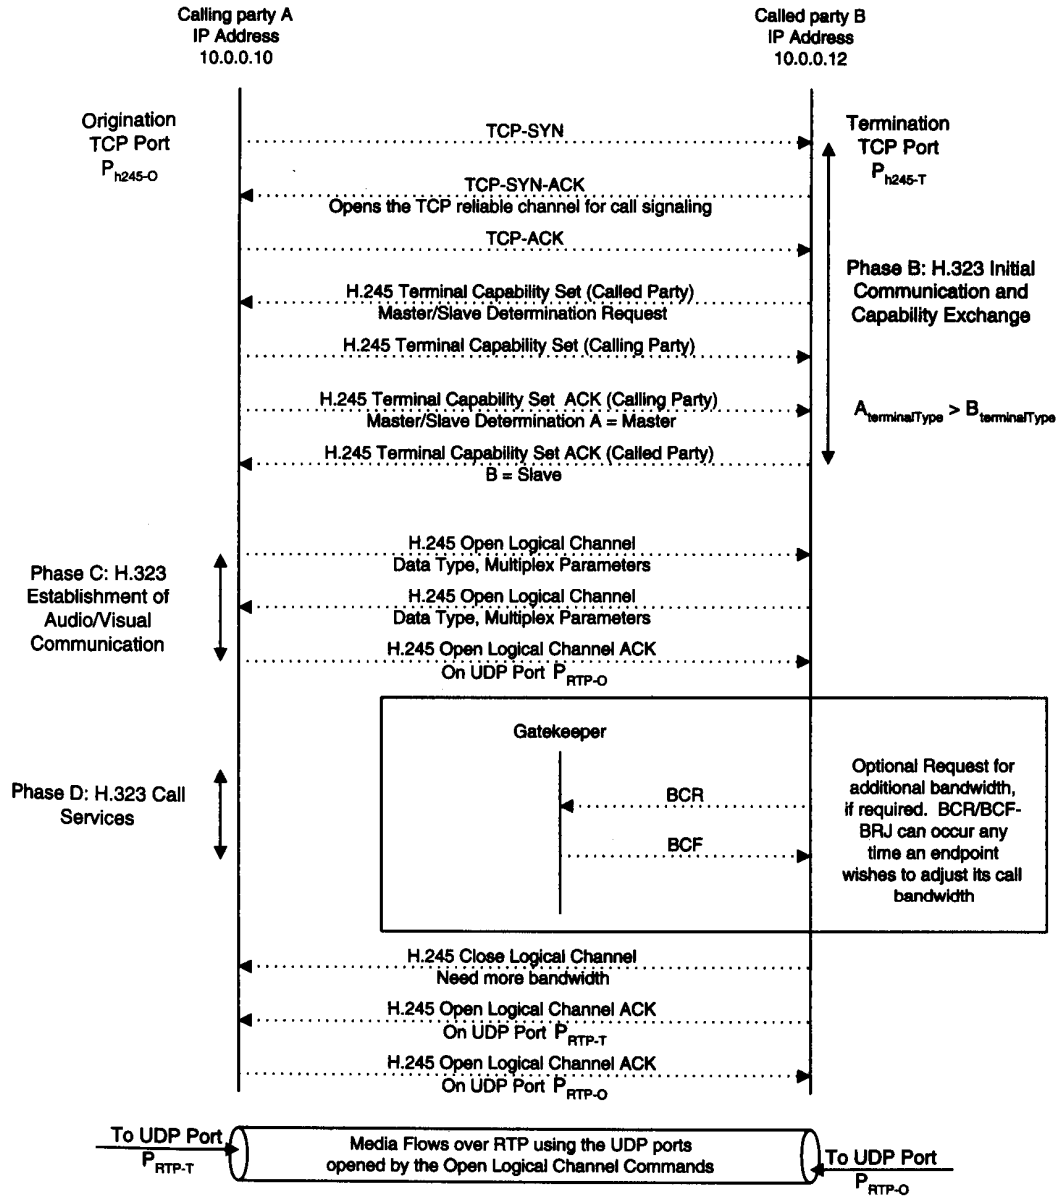 Calling party A
IP Address
10.0.0.10
Called party B
IP Address
10.0.0.12
Origination
TCP Port
Ph245-O
Termination
TCP Port
Ph245-T
TCP-SYN
TCP-SYN-ACK
Opens the TCP reliable channel for call signaling
TCP-ACK
Phase B: H.323 Initial
Communication and
Capability Exchange
H.245 Terminal Capability Set (Called Party)
Master/Slave Determination Request
H.245 Terminal Capability Set (Calling Party)
H.245 Terminal Capability Set ACK (Calling Party)
Master/Slave Determination A = Master
AterminalType > BterminalType
H.245 Terminal Capability Set ACK (Called Party)
B = Slave
Phase C: H.323
Establishment of
Audio/Visual
Communication
H.245 Open Logical Channel
Data Type, Multiplex Parameters
H.245 Open Logical Channel
Data Type, Multiplex Parameters
H.245 Open Logical Channel ACK
On UDP Port PRTP-O
Gatekeeper
Phase D: H.323 Call
Services
BCR
BCF
Optional Request for
additional bandwidth,
if required. BCR/BCF-
BRJ can occur any
time an endpoint
wishes to adjust its call
bandwidth
H.245 Close Logical Channel
Need more bandwidth
H.245 Open Logical Channel ACK
On UDP Port PRTP-T
H.245 Open Logical Channel ACK
On UDP Port PRTP-O
To UDP Port
PRTP-T
Media Flows over RTP using the UDP ports
opened by the Open Logical Channel Commands
To UDP Port
PRTP-O